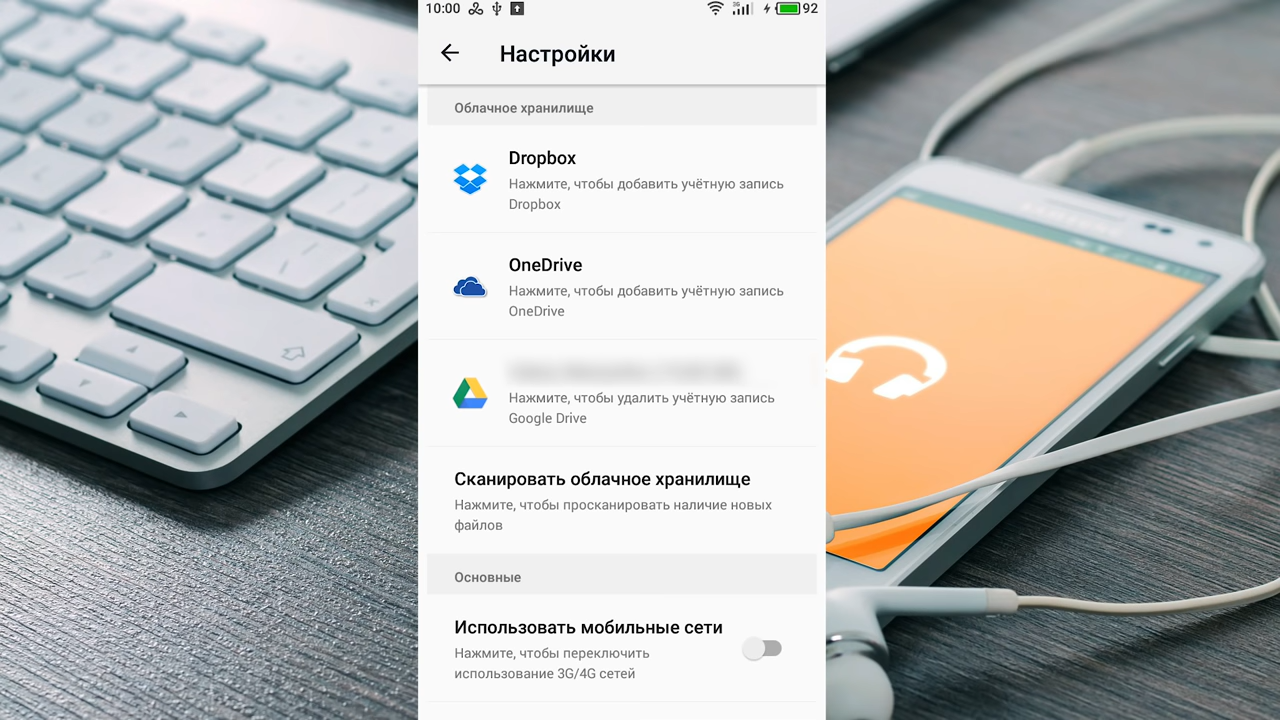 10:00
3G
92
Настройки
Облачное хранилище
Dropbox
Нажмите, чтобы добавить учётную запись
Dropbox
OneDrive
Нажмите, чтобы добавить учётную запись
OneDrive
Нажмите, чтобы удалить учётную запись
Google Drive
Сканировать облачное хранилище
Нажмите, чтобы просканировать наличие новых
файлов
Основные
Использовать мобильные сети
Нажмите, чтобы переключить
использование 3G/4G сетей